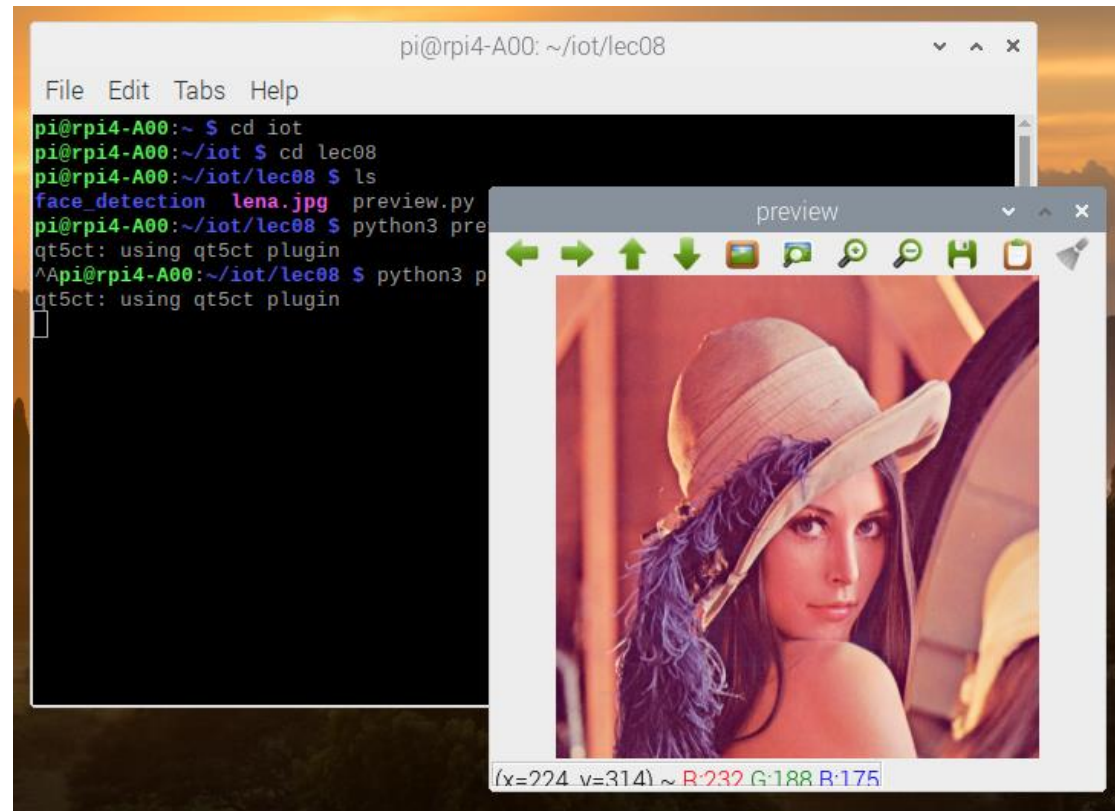 pi@rpi4-A00: ~/iot/lec08
File Edit Tabs Help
pi@rpi4-A00:~ $ cd iot
pi@rpi4-A00:~/iot $ cd lec08
pi@rpi4-A00:~/iot/lec08 $ ls
face_detection lena.jpg preview.py
pi@rpi4-A00:~/iot/lec08 $ python3 pre
qt5ct: using qt5ct plugin
^Api@rpi4-A00:~/iot/lec08 $ python3 p
qt5ct: using qt5ct plugin
preview
(x=224, y=314) ~ R:232 G:188 B:175